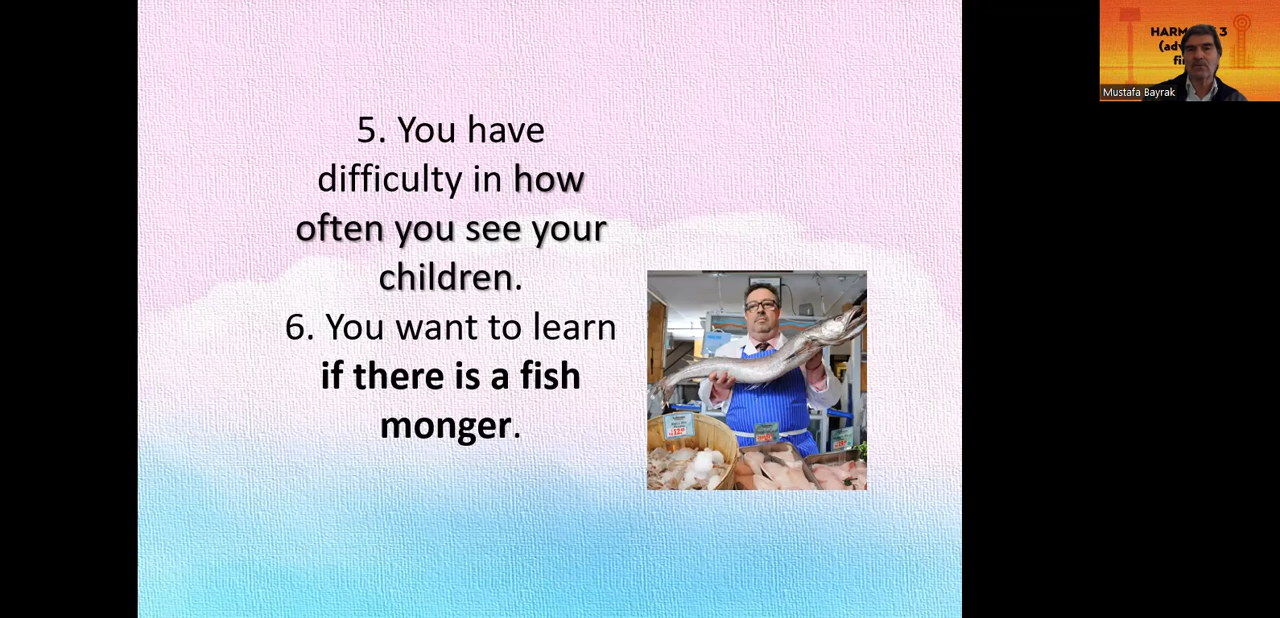 5. You have
difficulty in how
often you see your
children.
6. You want to learn
if there is a fish
monger.
Mustafa Bayrak